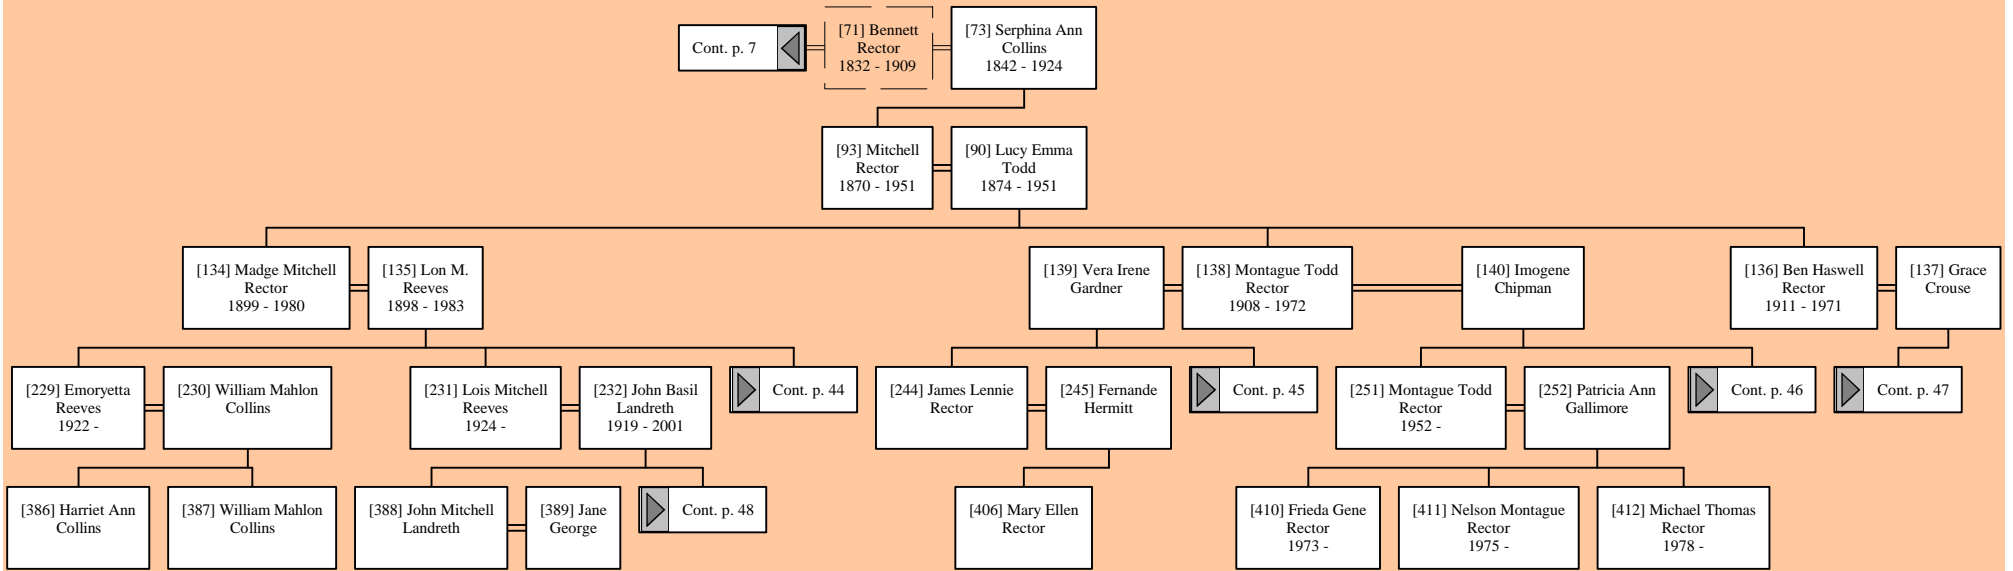 Cont. p. 7
[71] Bennett
Rector
1832 - 1909
[73] Serphina Ann
Collins
1842 - 1924
[93] Mitchell
Rector
1870 - 1951
[90] Lucy Emma
Todd
1874 - 1951
[134] Madge Mitchell
Rector
1899 - 1980
[135] Lon M.
Reeves
1898 - 1983
[139] Vera Irene
Gardner
[138] Montague Todd
Rector
1908 - 1972
[140] Imogene
Chipman
[136] Ben Haswell
Rector
1911 - 1971
[137] Grace
Crouse
[229] Emoryetta
Reeves
1922 -
[230] William Mahlon
Collins
[231] Lois Mitchell
Reeves
1924 -
[232] John Basil
Landreth
1919 - 2001
Cont. p. 44
[244] James Lennie
Rector
[245] Fernande
Hermitt
Cont. p. 45
[251] Montague Todd
Rector
1952 -
[252] Patricia Ann
Gallimore
Cont. p. 46
Cont. p. 47
[386] Harriet Ann
Collins
[387] William Mahlon
Collins
[388] John Mitchell
Landreth
[389] Jane
George
Cont. p. 48
[406] Mary Ellen
Rector
[410] Frieda Gene
Rector
1973 -
[411] Nelson Montague
Rector
1975 -
[412] Michael Thomas
Rector
1978 -